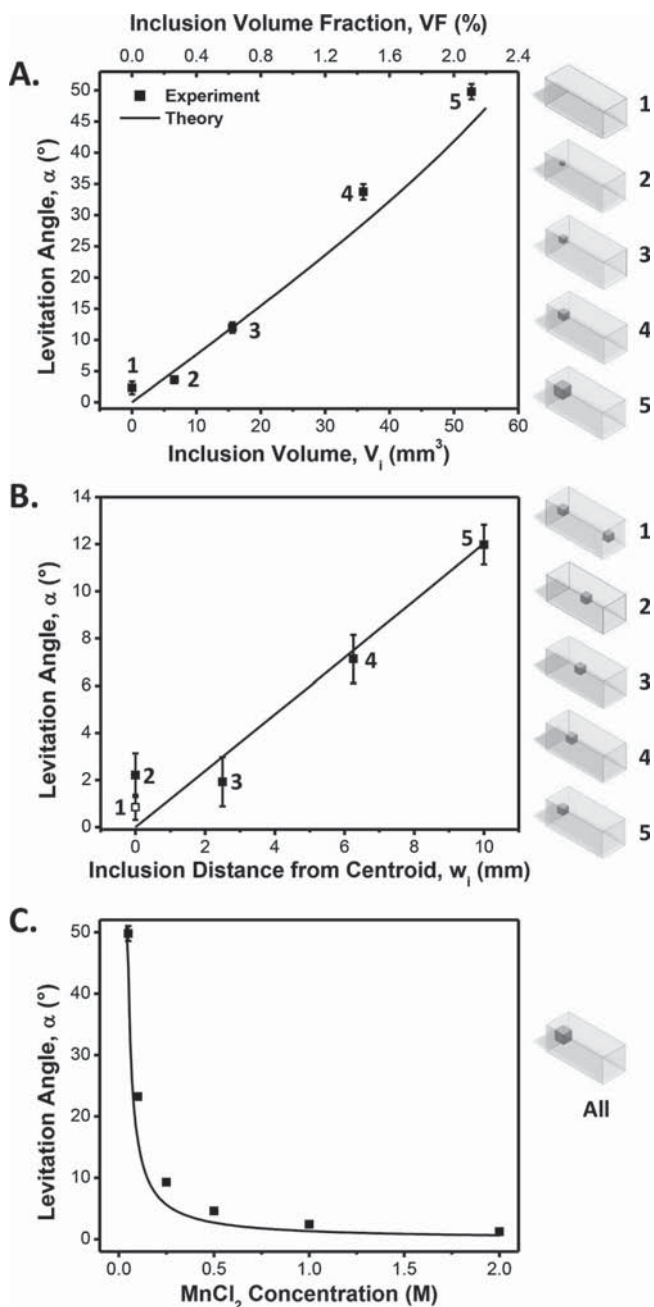 Inclusion Volume Fraction, VF (%)
0.0 0.4 0.8 1.2 1.6 2.0 2.4
A.
50
45
40
35
30
25
20
15
10
5
0
Levitation Angle, α (°)
Experiment
Theory
1
2
3
4
5
0 10 20 30 40 50 60
Inclusion Volume, Vi (mm³)
1
2
3
4
5
B.
14
12
10
8
6
4
2
0
Levitation Angle, α (°)
1
2
3
4
5
0 2 4 6 8 10
Inclusion Distance from Centroid, wi (mm)
1
2
3
4
5
C.
50
40
30
20
10
0
Levitation Angle, α (°)
0.0 0.5 1.0 1.5 2.0
MnCl2 Concentration (M)
All